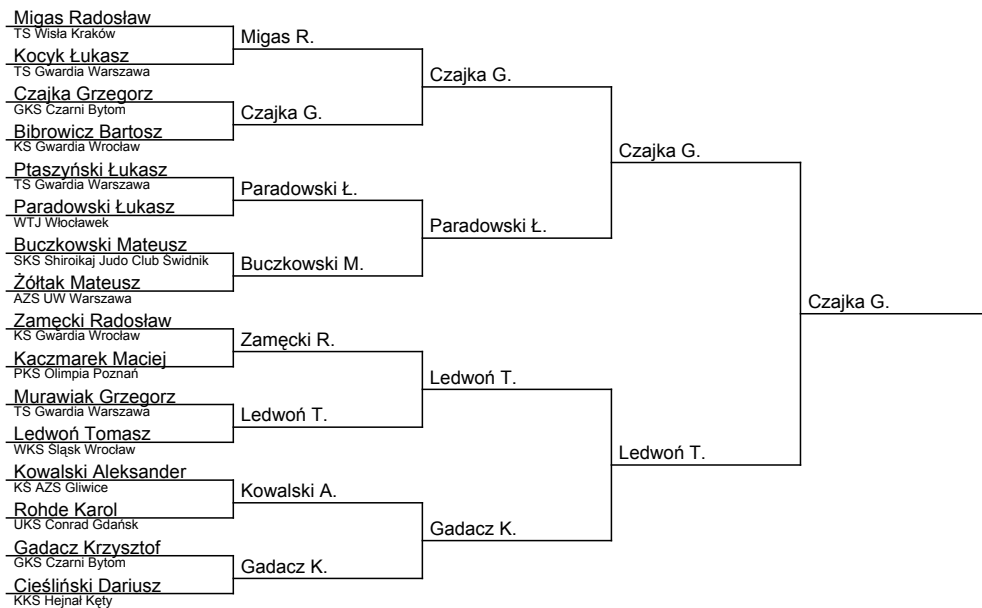 Migas Radosław
TS Wisła Kraków
Kocyk Łukasz
TS Gwardia Warszawa
Czajka Grzegorz
GKS Czarni Bytom
Bibrowicz Bartosz
KS Gwardia Wrocław
Ptaszyński Łukasz
TS Gwardia Warszawa
Paradowski Łukasz
WTJ Włocławek
Buczkowski Mateusz
SKS Shiroikaj Judo Club Świdnik
Żółtak Mateusz
AZS UW Warszawa
Zamęcki Radosław
KS Gwardia Wrocław
Kaczmarek Maciej
PKS Olimpia Poznań
Murawiak Grzegorz
TS Gwardia Warszawa
Ledwoń Tomasz
WKS Śląsk Wrocław
Kowalski Aleksander
KŚ AZS Gliwice
Rohde Karol
UKS Conrad Gdańsk
Gadacz Krzysztof
GKS Czarni Bytom
Cieśliński Dariusz
KKS Hejnał Kęty
Migas R.
Czajka G.
Paradowski Ł.
Buczkowski M.
Zamęcki R.
Ledwoń T.
Kowalski A.
Gadacz K.
Czajka G.
Paradowski Ł.
Ledwoń T.
Gadacz K.
Czajka G.
Ledwoń T.
Czajka G.